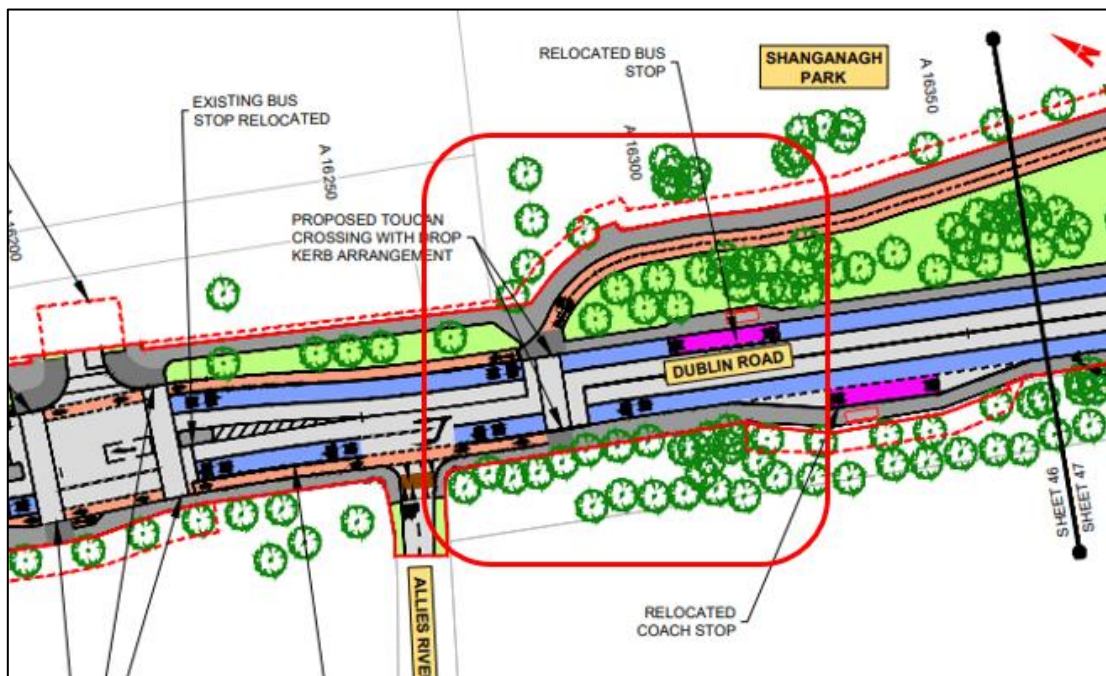 RELOCATED BUS
STOP
SHANGANAGH
PARK
A 16350
EXISTING BUS
STOP RELOCATED
A 16300
A 16250
PROPOSED TOUCAN
CROSSING WITH DROP
KERB ARRANGEMENT
A 16200
DUBLIN ROAD
SHEET 46
SHEET 47
ALLIES RIVE
RELOCATED
COACH STOP